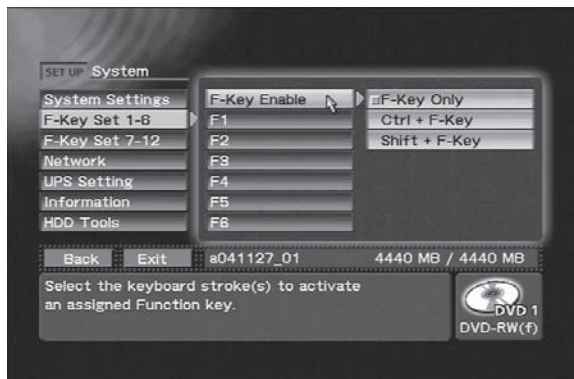 SET UP System
System Settings
F-Key Set 1-6
F-Key Set 7-12
Network
UPS Setting
Information
HDD Tools
F-Key Enable
F1
F2
F3
F4
F5
F6
F-Key Only
Ctrl + F-Key
Shift + F-Key
Back Exit a041127_01 4440 MB / 4440 MB
Select the keyboard stroke(s) to activate
an assigned Function key.
DVD 1
DVD-RW(f)